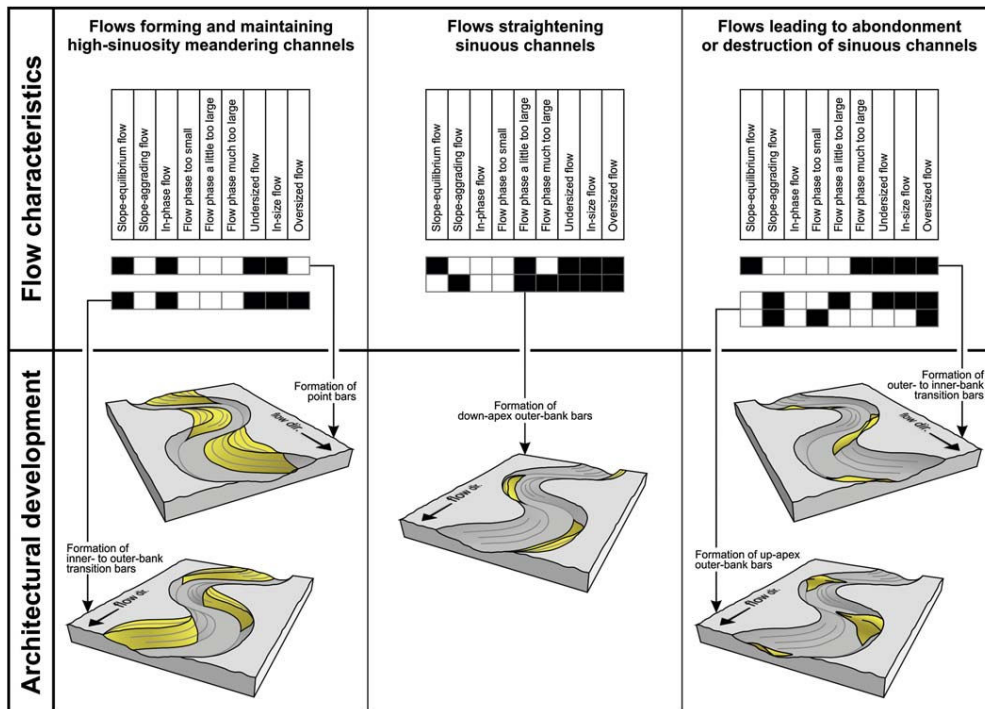 Flow characteristics
Architectural development
Flows forming and maintaining
high-sinuosity meandering channels
Slope-equilibrium flow
Slope-aggrading flow
In-phase flow
Flow phase too small
Flow phase a little too large
Flow phase much too large
Undersized flow
In-size flow
Oversized flow
Formation of
point bars
flow dir.
Formation of
inner- to outer-bank
transition bars
flow dir.
Flows straightening
sinuous channels
Slope-equilibrium flow
Slope-aggrading flow
In-phase flow
Flow phase too small
Flow phase a little too large
Flow phase much too large
Undersized flow
In-size flow
Oversized flow
Formation of
down-apex outer-bank bars
flow dir.
Flows leading to abondonment
or destruction of sinuous channels
Slope-equilibrium flow
Slope-aggrading flow
In-phase flow
Flow phase too small
Flow phase a little too large
Flow phase much too large
Undersized flow
In-size flow
Oversized flow
Formation of
outer- to inner-bank
transition bars
flow dir.
Formation of up-apex
outer-bank bars
flow dir.